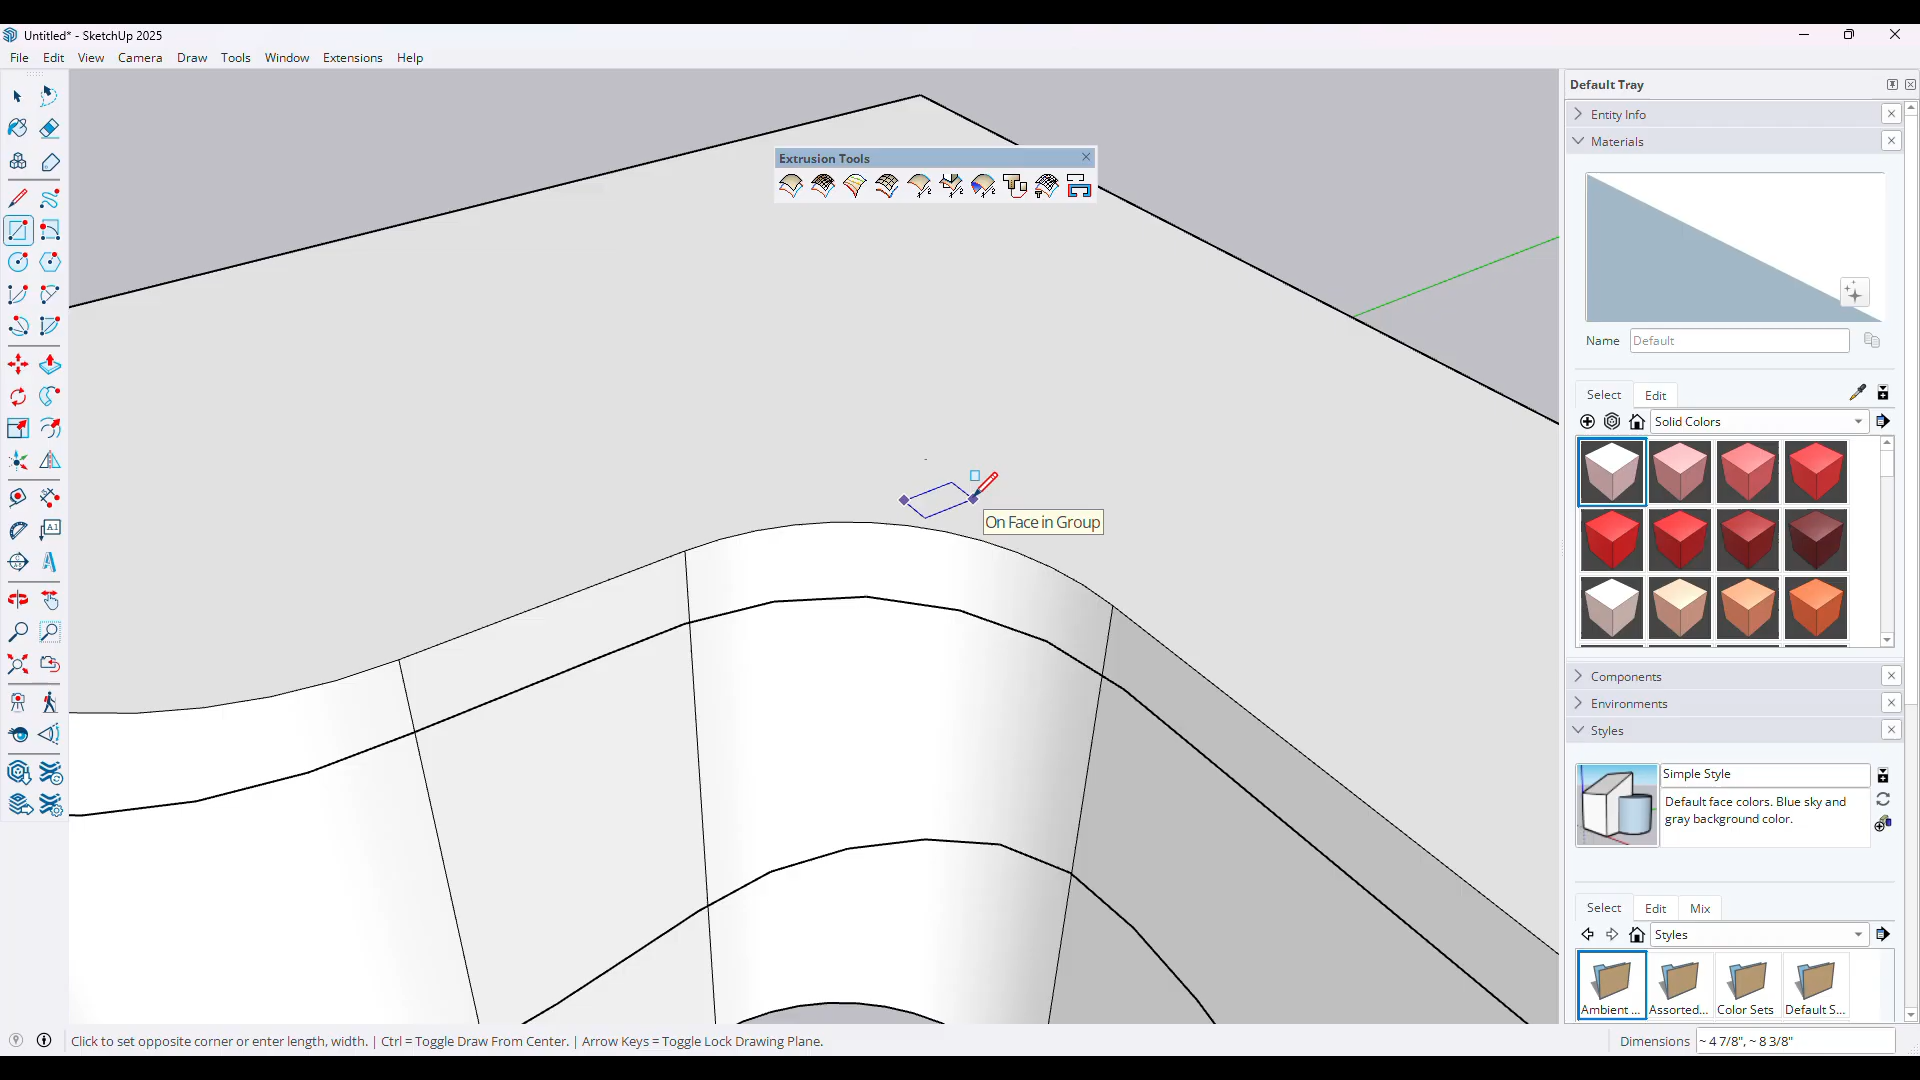 Untitled* - SketchUp 2025
File Edit View Camera Draw Tools Window Extensions Help
Default Tray
Entity Info
Materials
Extrusion Tools
Name Default
Select Edit
Solid Colors
On Face in Group
Components
Environments
Styles
Simple Style
Default face colors. Blue sky and
gray background color.
Select Edit Mix
Styles
Ambient ... Assorted... Color Sets Default S...
Click to set opposite corner or enter length, width. | Ctrl = Toggle Draw From Center. | Arrow Keys = Toggle Lock Drawing Plane.
Dimensions ~ 4 7/8", ~ 8 3/8"